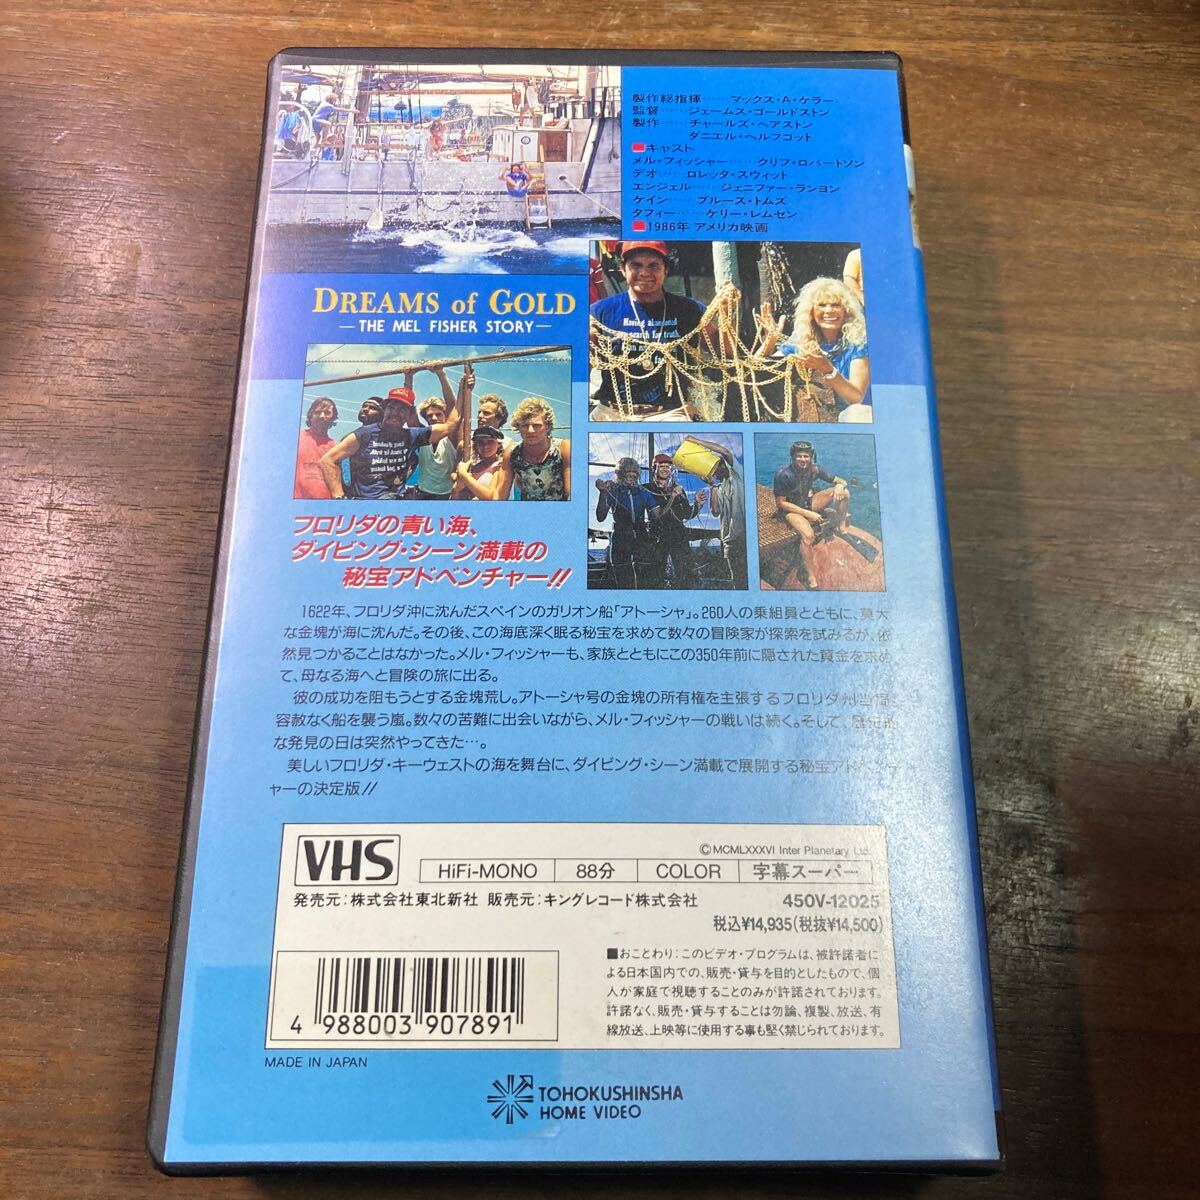 製作総指揮……マックス・A・ケラー
監督……ジェームス・ゴールドストン
製作……チャールズ・ヘアストン
ダニエル・ヘルフゴット
■キャスト
メル・フィッシャー……クリフ・ロバートソン
デオ……ロレッタ・スウィット
エンジェル……ジェニファー・ランヨン
ケイン……ブルース・トムズ
タフィー……ケリー・レムセン
■1986年 アメリカ映画
DREAMS of GOLD
—THE MEL FISHER STORY—
フロリダの青い海、
ダイビング・シーン満載の
秘宝アドベンチャー!!
1622年、フロリダ沖に沈んだスペインのガリオン船「アトーシャ」。260人の乗組員とともに、莫大
な金塊が海に沈んだ。その後、この海底深く眠る秘宝を求めて数々の冒険家が探索を試みるが、依
然見つかることはなかった。メル・フィッシャーも、家族とともにこの350年前に隠された黄金を求め
て、母なる海へと冒険の旅に出る。
彼の成功を阻もうとする金塊荒し。アトーシャ号の金塊の所有権を主張するフロリダ州当局。
容赦なく船を襲う嵐。数々の苦難に出会いながら、メル・フィッシャーの戦いは続く。そして、歴史的
な発見の日は突然やってきた…。
美しいフロリダ・キーウェストの海を舞台に、ダイビング・シーン満載で展開する秘宝アドベンチ
ャーの決定版!!
VHS
ⒸMCMLXXXVI Inter Planetary Ltd.
HiFi-MONO 88分 COLOR 字幕スーパー
発売元:株式会社東北新社 販売元:キングレコード株式会社
450V-12025
税込¥14,935(税抜¥14,500)
■おことわり:このビデオ・プログラムは、被許諾者に
よる日本国内での、販売・貸与を目的としたもので、個
人が家庭で視聴することのみが許諾されております。
許諾なく、販売・貸与することは勿論、複製、放送、有
線放送、上映等に使用する事も堅く禁じられております。
4 988003 907891
MADE IN JAPAN
TOHOKUSHINSHA
HOME VIDEO